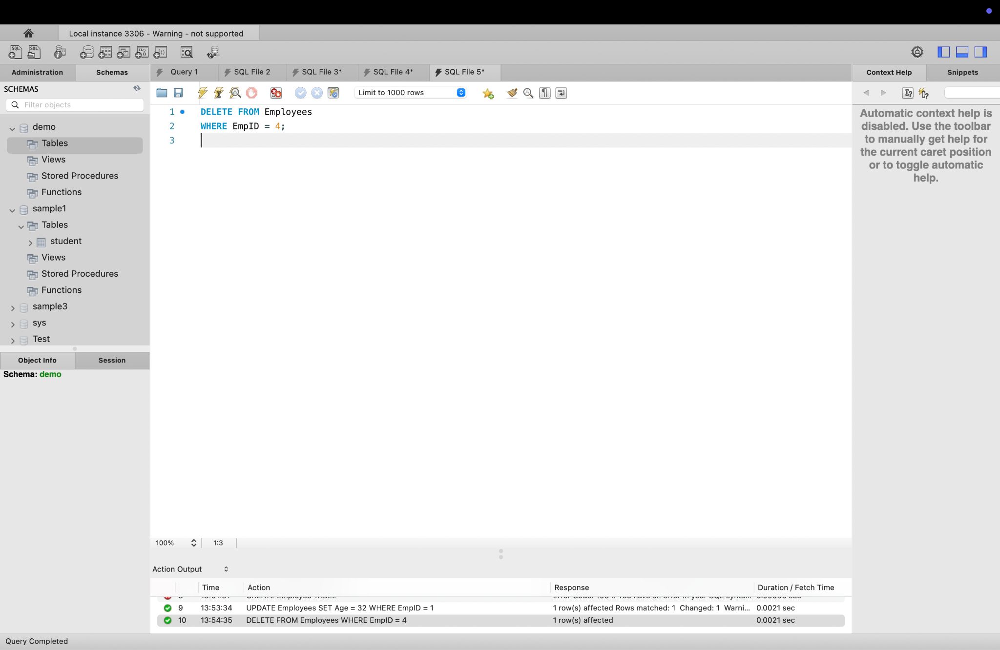 Local instance 3306 - Warning - not supported
Administration
Schemas
Query 1
SQL File 2
SQL File 3*
SQL File 4*
SQL File 5*
Context Help
Snippets
SCHEMAS
Filter objects
Limit to 1000 rows
demo
Tables
Views
Stored Procedures
Functions
sample1
Tables
student
Views
Stored Procedures
Functions
sample3
sys
Test
Object Info
Session
Schema: demo
1 DELETE FROM Employees
2 WHERE EmpID = 4;
3
Automatic context help is
disabled. Use the toolbar
to manually get help for
the current caret position
or to toggle automatic
help.
100%
1:3
Action Output
Time Action Response Duration / Fetch Time
9 13:53:34 UPDATE Employees SET Age = 32 WHERE EmpID = 1 1 row(s) affected Rows matched: 1 Changed: 1 Warni... 0.0021 sec
10 13:54:35 DELETE FROM Employees WHERE EmpID = 4 1 row(s) affected 0.0021 sec
Query Completed